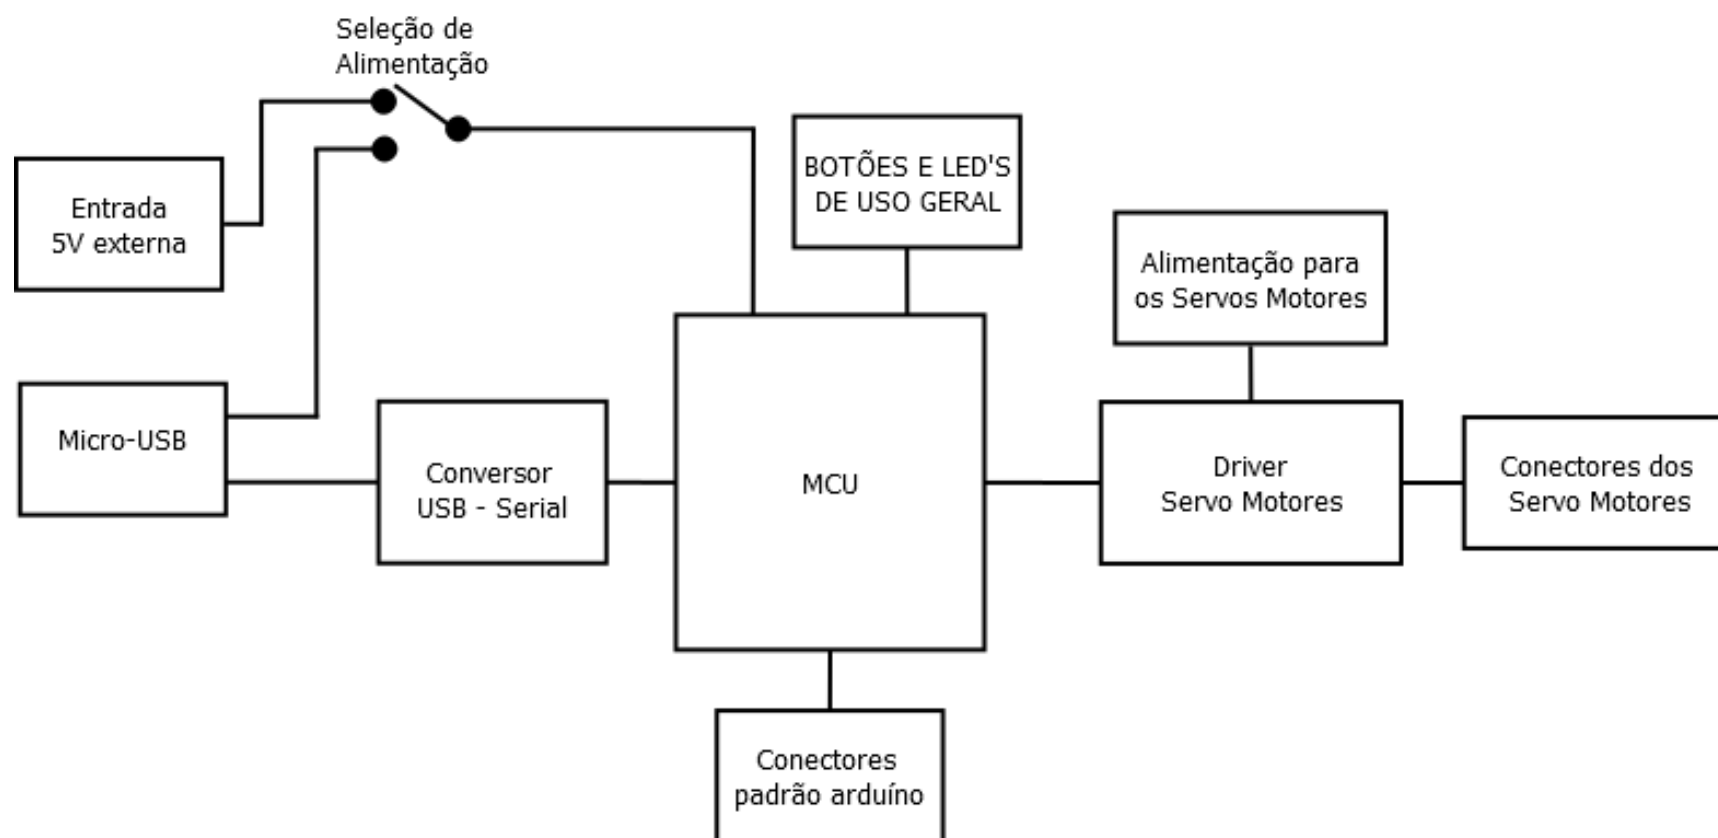 Seleção de
Alimentação
BOTÕES E LED'S
DE USO GERAL
Entrada
5V externa
Alimentação para
os Servos Motores
Micro-USB
Conversor
USB - Serial
MCU
Driver
Servo Motores
Conectores dos
Servo Motores
Conectores
padrão arduíno